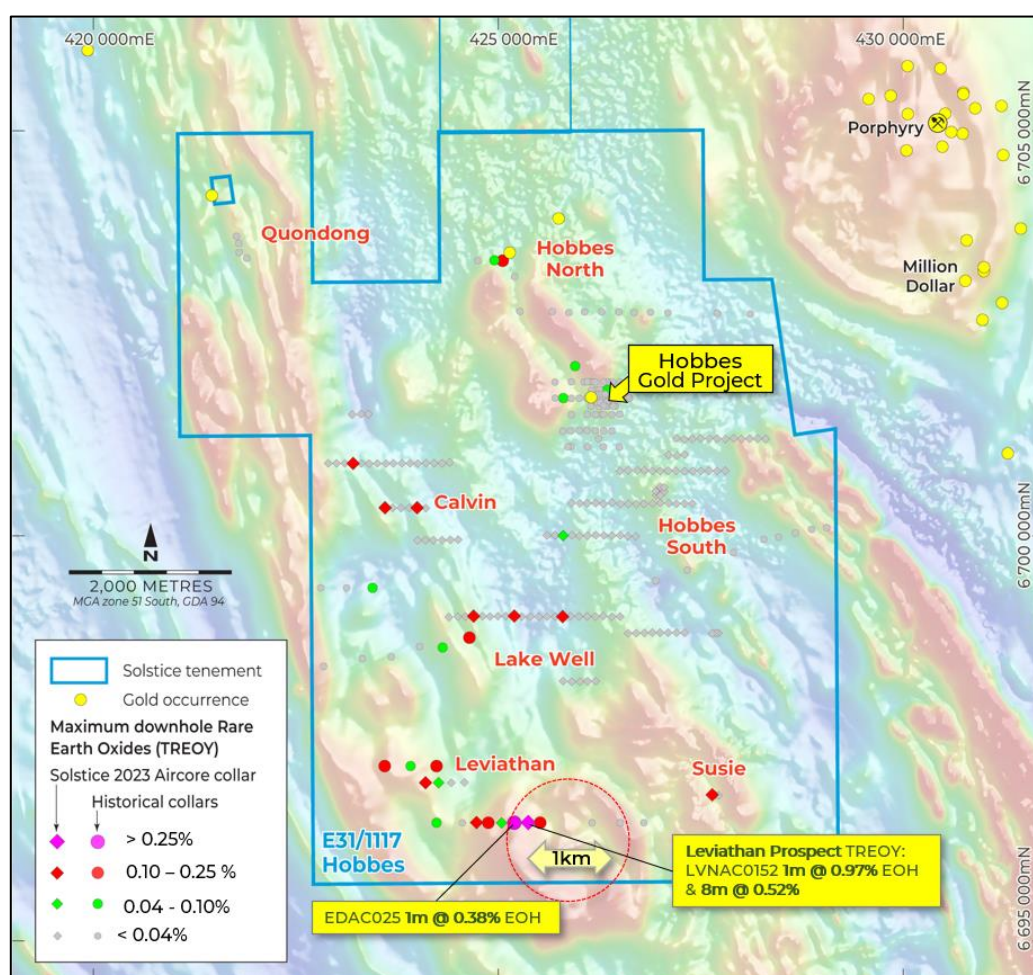 420 000mE
425 000mE
430 000mE
6 705 000mN
Porphyry
Quondong
Hobbes
North
Million
Dollar
Hobbes
Gold Project
Calvin
Hobbes
South
N
2,000 METRES
MGA zone 51 South, GDA 94
6 700 000mN
Lake Well
Solstice tenement
Gold occurrence
Maximum downhole Rare
Earth Oxides (TREOY)
Solstice 2023 Aircore collar
Historical collars
> 0.25%
0.10 – 0.25 %
0.04 - 0.10%
< 0.04%
Leviathan
Susie
E31/1117
Hobbes
1km
EDAC025 1m @ 0.38% EOH
Leviathan Prospect TREOY:
LVNAC0152 1m @ 0.97% EOH
& 8m @ 0.52%
6 695 000mN